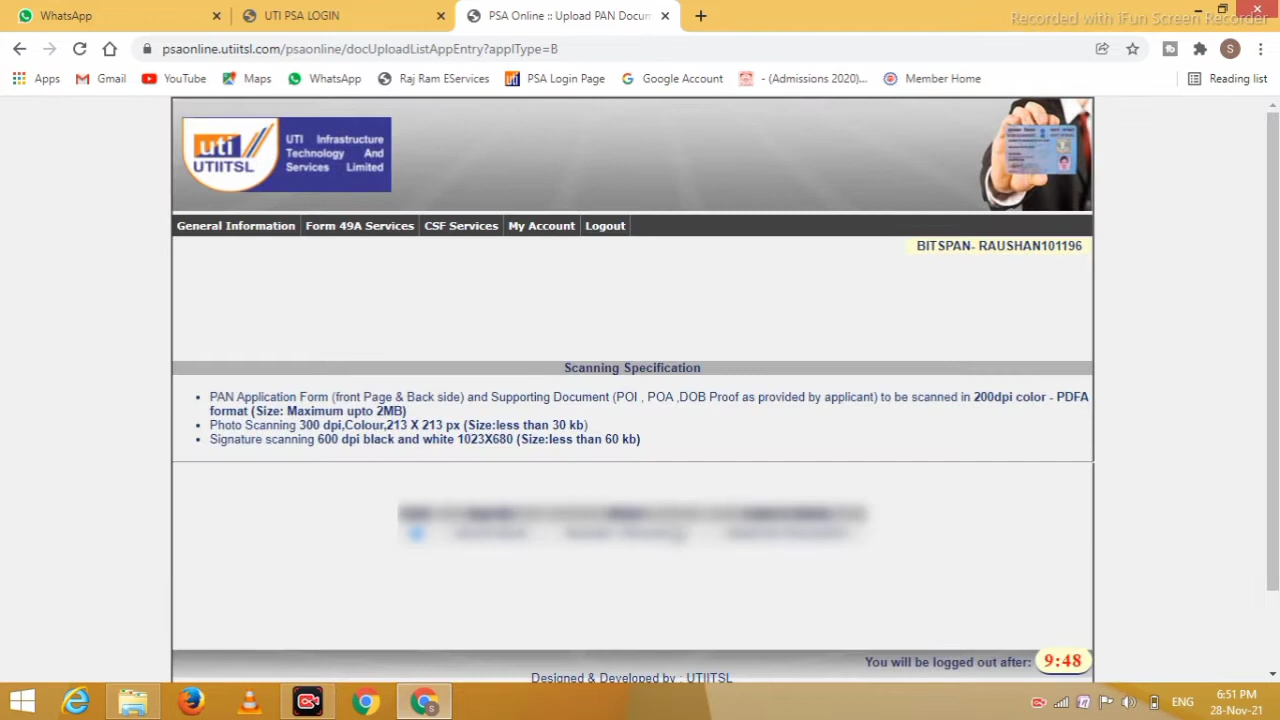 WhatsApp
UTI PSA LOGIN
PSA Online :: Upload PAN Docum
Recorded with iFun Screen Recorder
psaonline.utiitsl.com/psaonline/docUploadListAppEntry?applType=B
S
Apps
Gmail
YouTube
Maps
WhatsApp
Raj Ram EServices
PSA Login Page
Google Account
- (Admissions 2020)...
Member Home
Reading list
uti
UTIITSL
UTI Infrastructure
Technology And
Services Limited
General Information
Form 49A Services
CSF Services
My Account
Logout
BITSPAN- RAUSHAN101196
Scanning Specification
• PAN Application Form (front Page & Back side) and Supporting Document (POI , POA ,DOB Proof as provided by applicant) to be scanned in 200dpi color - PDFA
format (Size: Maximum upto 2MB)
• Photo Scanning 300 dpi,Colour,213 X 213 px (Size:less than 30 kb)
• Signature scanning 600 dpi black and white 1023X680 (Size:less than 60 kb)
You will be logged out after: 9:48
Designed & Developed by : UTIITSL
ENG
6:51 PM
28-Nov-21